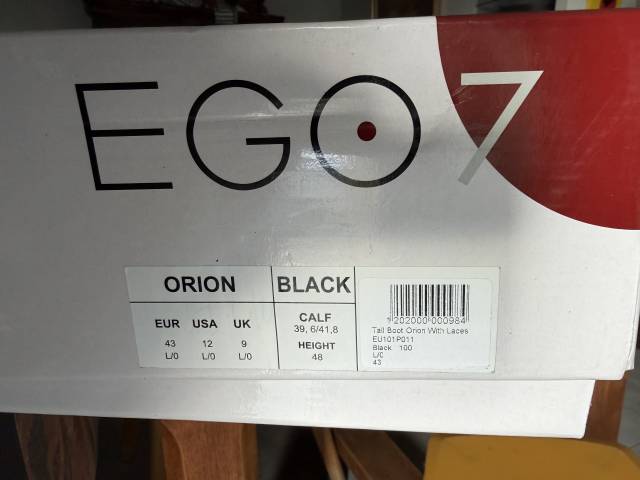 EGO7
ORION BLACK
EUR USA UK
43 12 9
L/0 L/0 L/0
CALF
39, 6/41,8
HEIGHT
48
1202000000984
Tall Boot Orion With Laces
EU101P011
Black 100
L/0
43